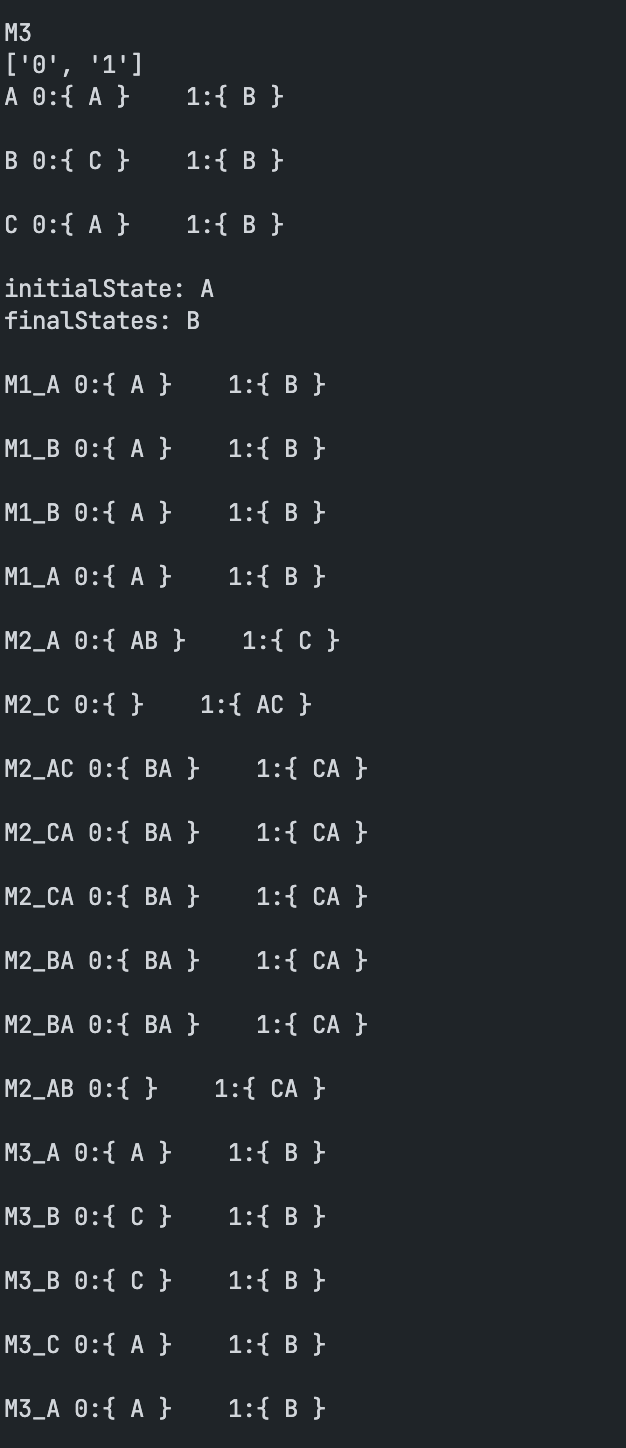 M3
['0', '1']
A 0:{ A }    1:{ B }
B 0:{ C }    1:{ B }
C 0:{ A }    1:{ B }
initialState: A
finalStates: B
M1_A 0:{ A }    1:{ B }
M1_B 0:{ A }    1:{ B }
M1_B 0:{ A }    1:{ B }
M1_A 0:{ A }    1:{ B }
M2_A 0:{ AB }    1:{ C }
M2_C 0:{ }    1:{ AC }
M2_AC 0:{ BA }    1:{ CA }
M2_CA 0:{ BA }    1:{ CA }
M2_CA 0:{ BA }    1:{ CA }
M2_BA 0:{ BA }    1:{ CA }
M2_BA 0:{ BA }    1:{ CA }
M2_AB 0:{ }    1:{ CA }
M3_A 0:{ A }    1:{ B }
M3_B 0:{ C }    1:{ B }
M3_B 0:{ C }    1:{ B }
M3_C 0:{ A }    1:{ B }
M3_A 0:{ A }    1:{ B }